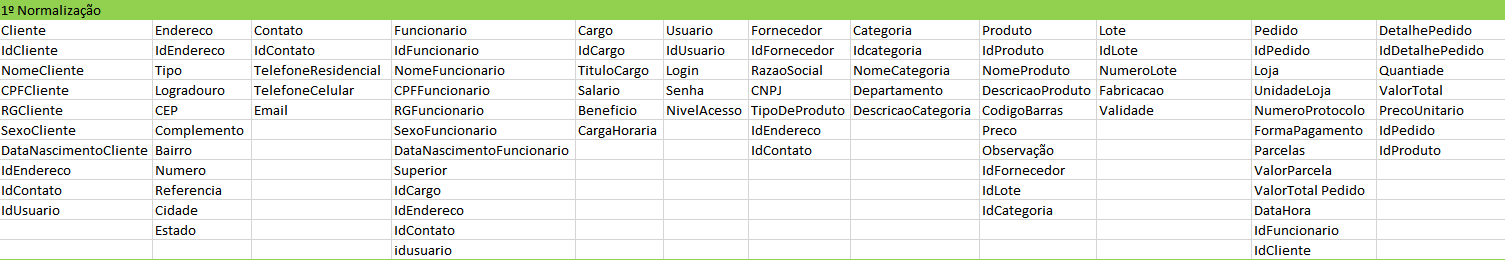 1º Normalização
Cliente Endereco Contato Funcionario Cargo Usuario Fornecedor Categoria Produto Lote Pedido DetalhePedido
IdCliente IdEndereco IdContato IdFuncionario IdCargo IdUsuario IdFornecedor Idcategoria IdProduto IdLote IdPedido IdDetalhePedido
NomeCliente Tipo TelefoneResidencial NomeFuncionario TituloCargo Login RazaoSocial NomeCategoria NomeProduto NumeroLote Loja Quantiade
CPFCliente Logradouro TelefoneCelular CPFFuncionario Salario Senha CNPJ Departamento DescricaoProduto Fabricacao UnidadeLoja ValorTotal
RGCliente CEP Email RGFuncionario Beneficio NivelAcesso TipoDeProduto DescricaoCategoria CodigoBarras Validade NumeroProtocolo PrecoUnitario
SexoCliente Complemento SexoFuncionario CargaHoraria IdEndereco Preco FormaPagamento IdPedido
DataNascimentoCliente Bairro DataNascimentoFuncionario IdContato Observação Parcelas IdProduto
IdEndereco Numero Superior IdFornecedor ValorParcela
IdContato Referencia IdCargo IdLote ValorTotal Pedido
IdUsuario Cidade IdEndereco IdCategoria DataHora
Estado IdContato IdFuncionario
idusuario IdCliente